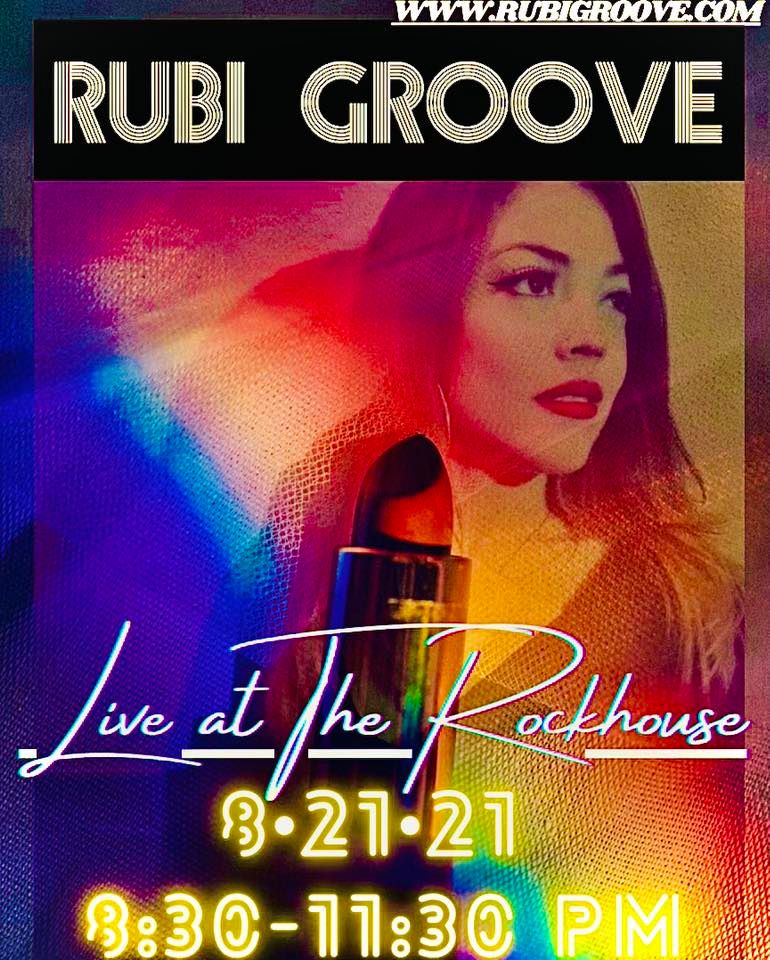 WWW.RUBIGROOVE.COM
RUBI GROOVE
Live at The Rockhouse
8•21•21
8:30-11:30 PM